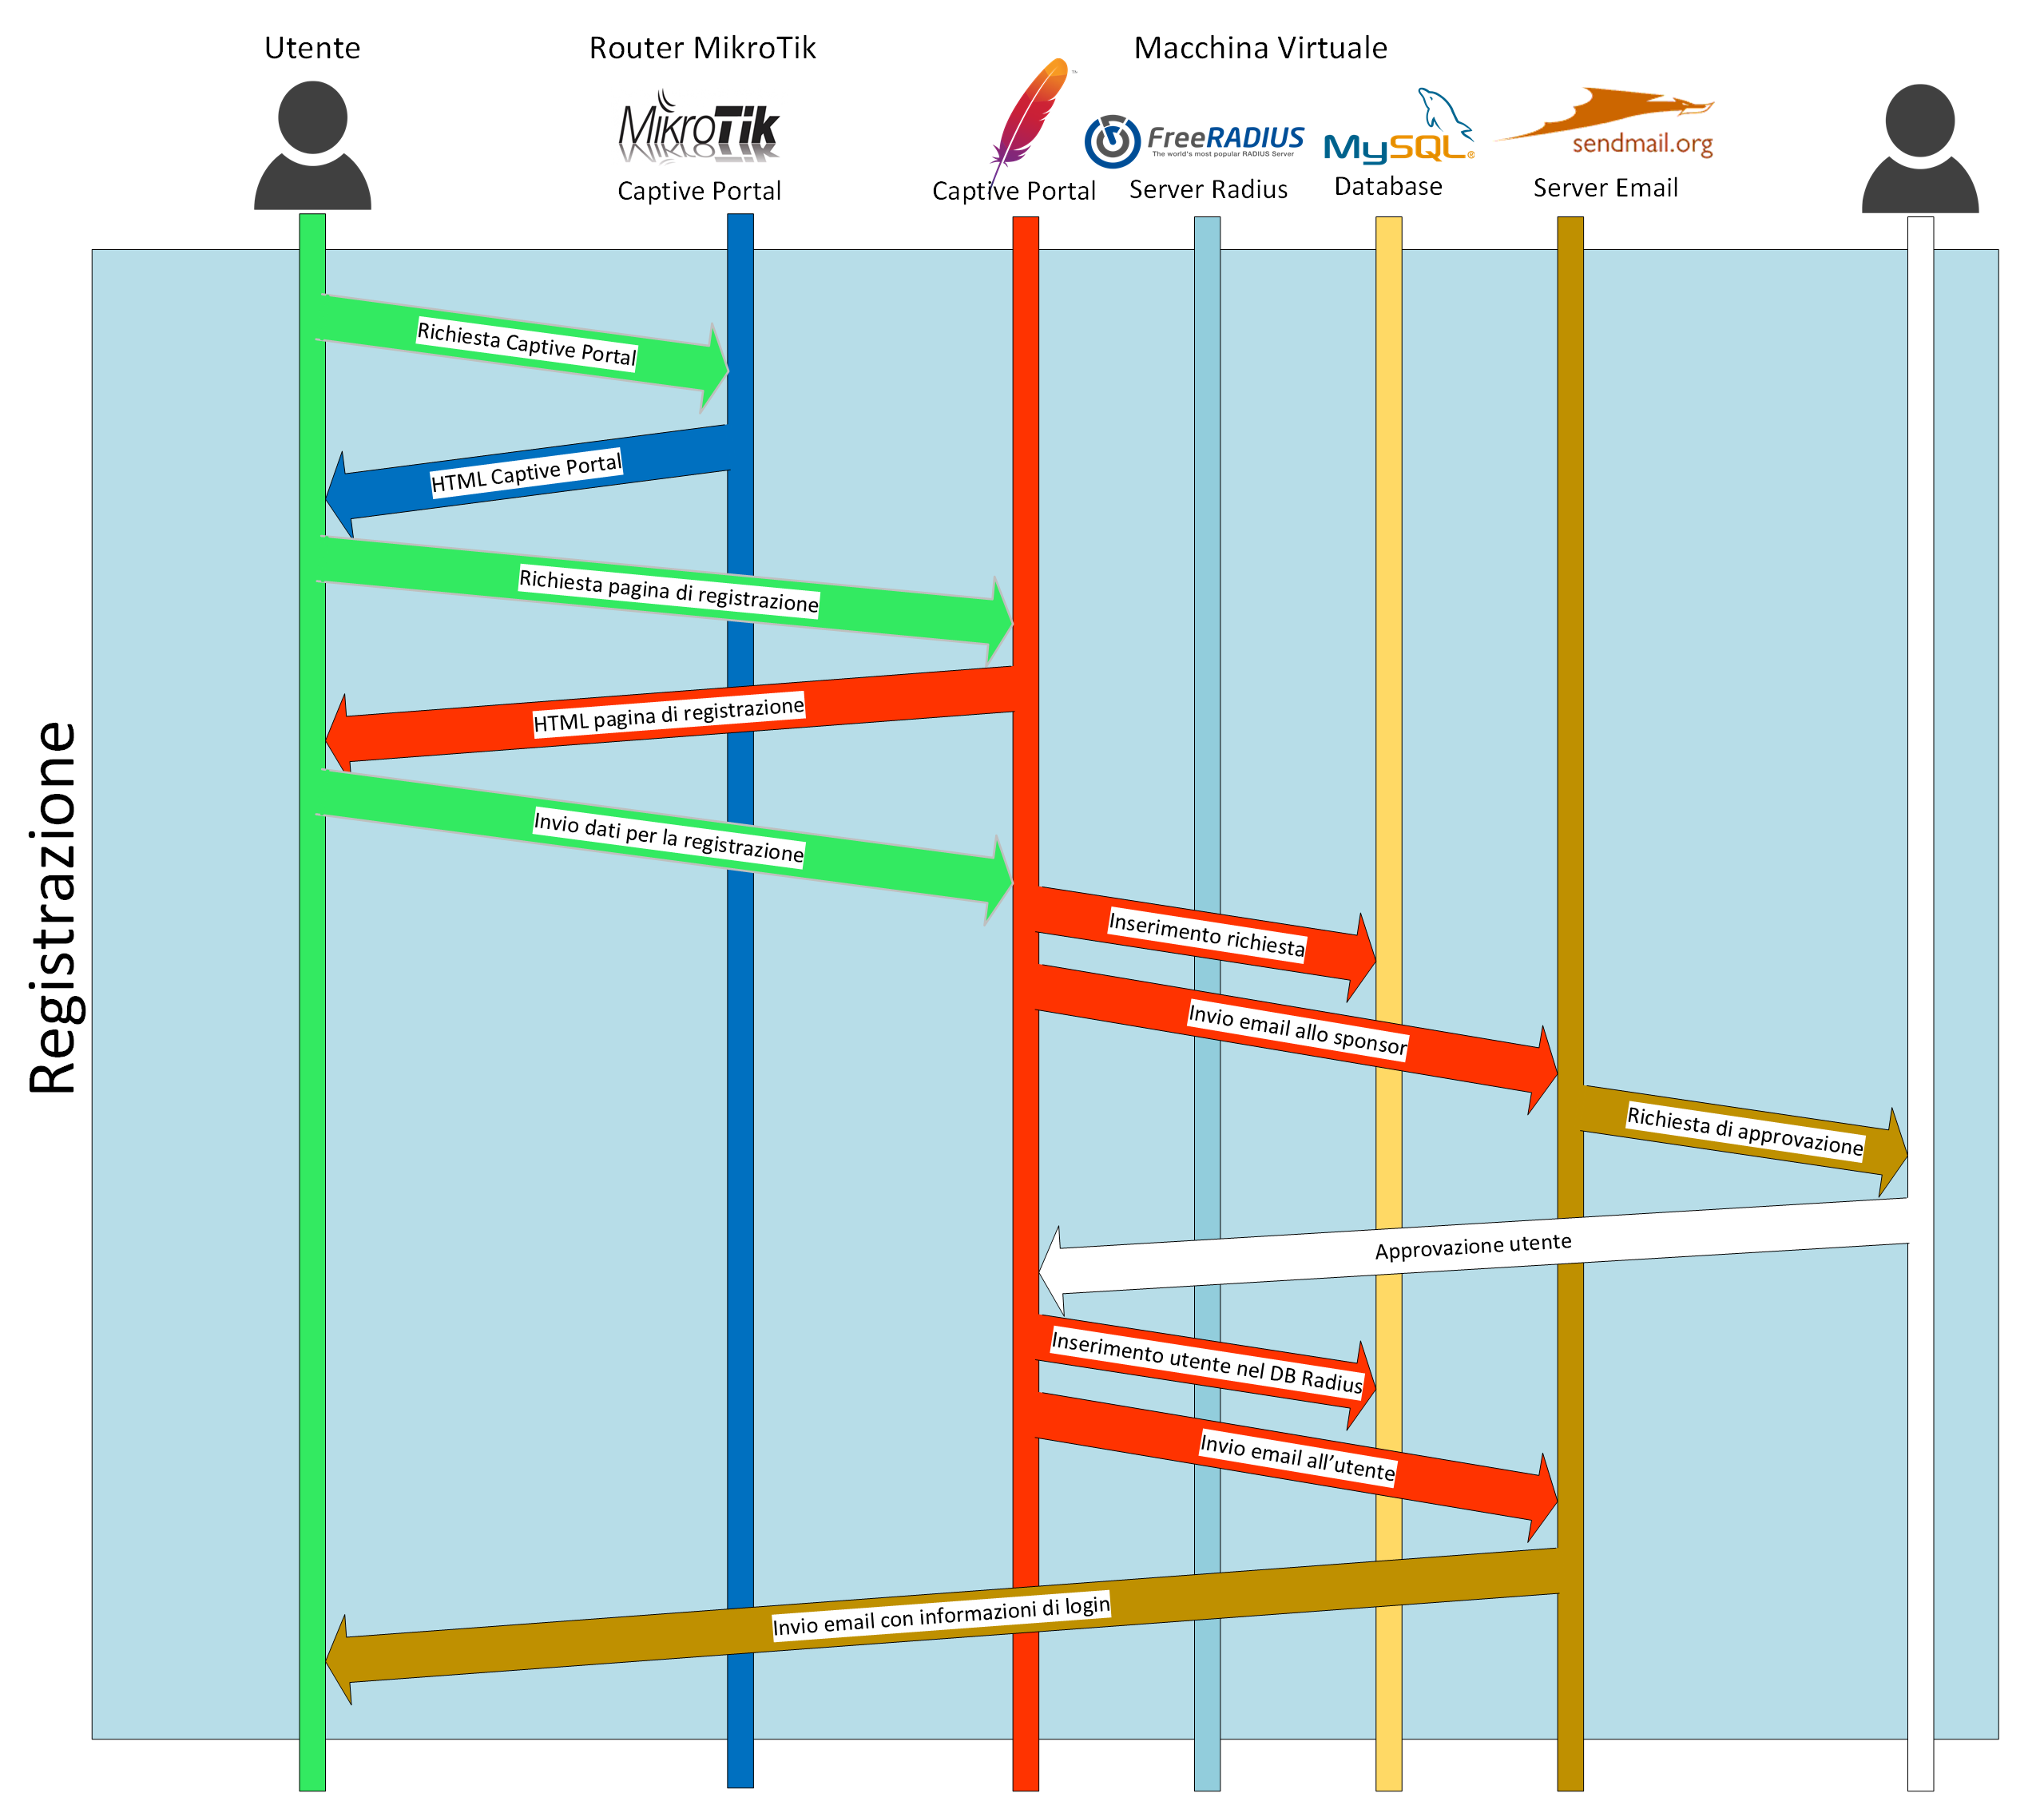 Utente
Router MikroTik
Macchina Virtuale
MikroTik
FreeRADIUS
The world's most popular RADIUS Server
MySQL®
sendmail.org
™
Captive Portal
Captive Portal
Server Radius
Database
Server Email
Registrazione
Richiesta Captive Portal
HTML Captive Portal
Richiesta pagina di registrazione
HTML pagina di registrazione
Invio dati per la registrazione
Inserimento richiesta
Invio email allo sponsor
Richiesta di approvazione
Approvazione utente
Inserimento utente nel DB Radius
Invio email all’utente
Invio email con informazioni di login